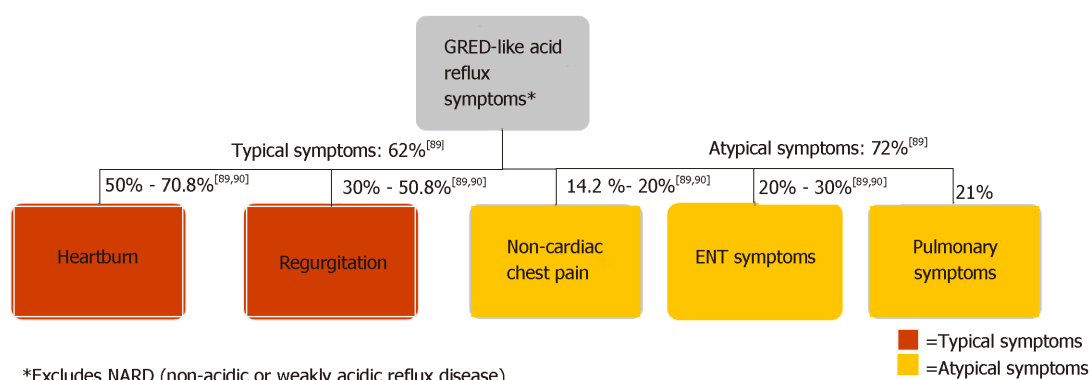 GRED-like acid
reflux
symptoms*
Typical symptoms: 62%[89]
Atypical symptoms: 72%[89]
50% - 70.8%[89,90]
30% - 50.8%[89,90]
14.2 %- 20%[89,90]
20% - 30%[89,90]
21%
Heartburn
Regurgitation
Non-cardiac
chest pain
ENT symptoms
Pulmonary
symptoms
=Typical symptoms
=Atypical symptoms
*Excludes NARD (non-acidic or weakly acidic reflux disease)